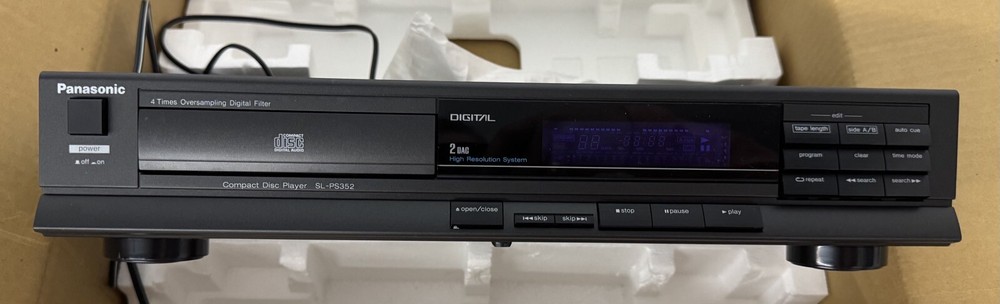 Panasonic
4 Times Oversampling Digital Filter
power
off on
COMPACT
disc
DIGITAL AUDIO
Compact Disc Player SL-PS352
DIGITAL
2 DAC
High Resolution System
edit
tape length side A/B auto cue
program clear time mode
repeat ◀◀ search search ▶▶
open/close
|◀◀ skip skip ▶▶|
■ stop ▮▮ pause ▶ play